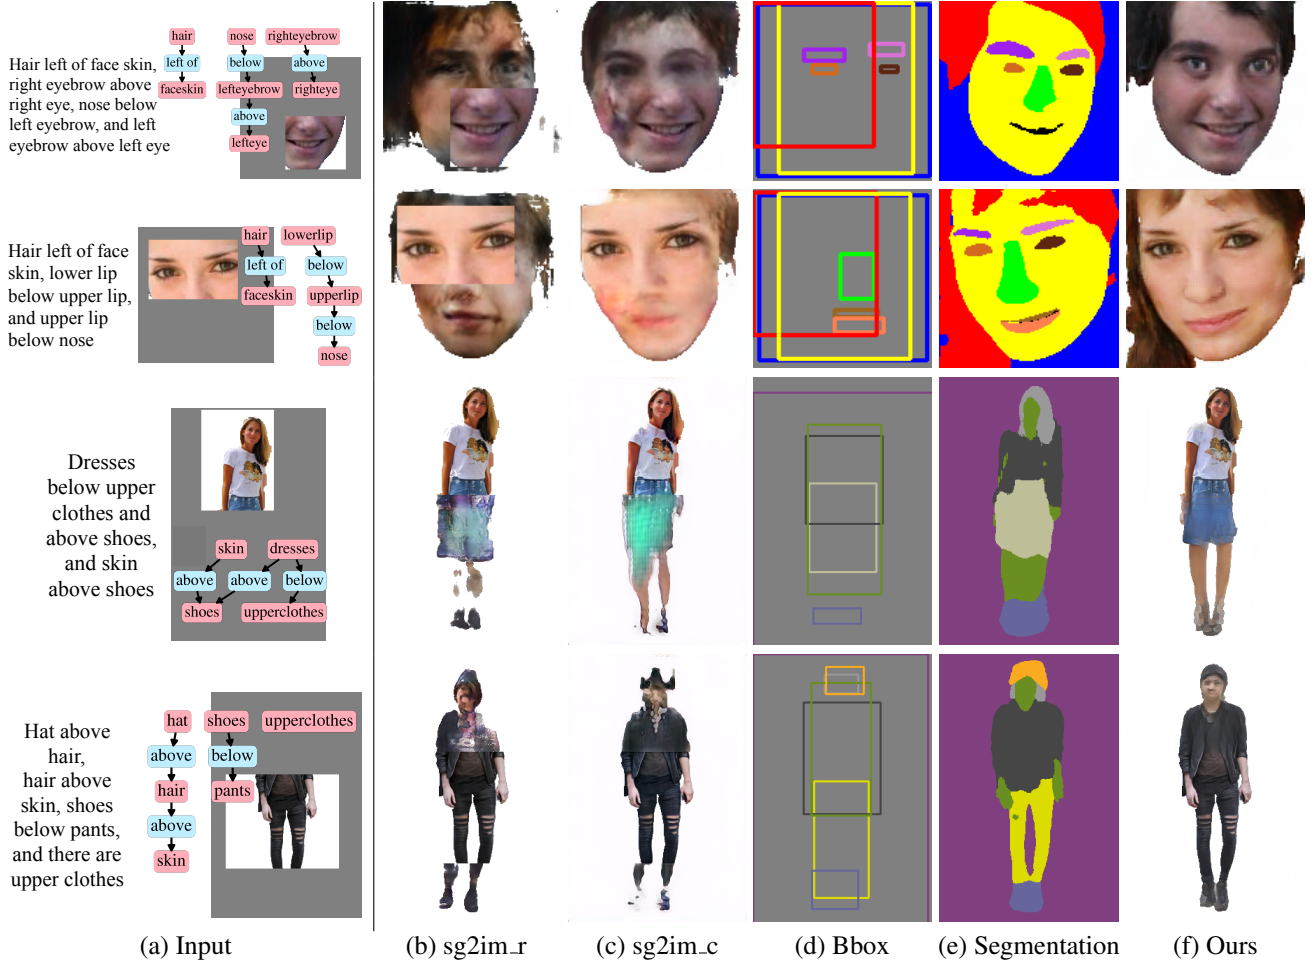 hair
nose
righteyebrow
Hair left of face skin,
left of
below
above
right eyebrow above
faceskin
lefteyebrow
righteye
right eye, nose below
above
left eyebrow, and left
eyebrow above left eye
lefteye
Hair left of face
skin, lower lip
below upper lip,
and upper lip
below nose
hair
lowerlip
left of
below
faceskin
upperlip
below
nose
Dresses
below upper
clothes and
above shoes,
and skin
above shoes
skin
dresses
above
above
below
shoes
upperclothes
Hat above
hair,
hair above
skin, shoes
below pants,
and there are
upper clothes
hat
shoes
upperclothes
above
below
hair
pants
above
skin
(a) Input
(b) sg2im_r
(c) sg2im_c
(d) Bbox
(e) Segmentation
(f) Ours